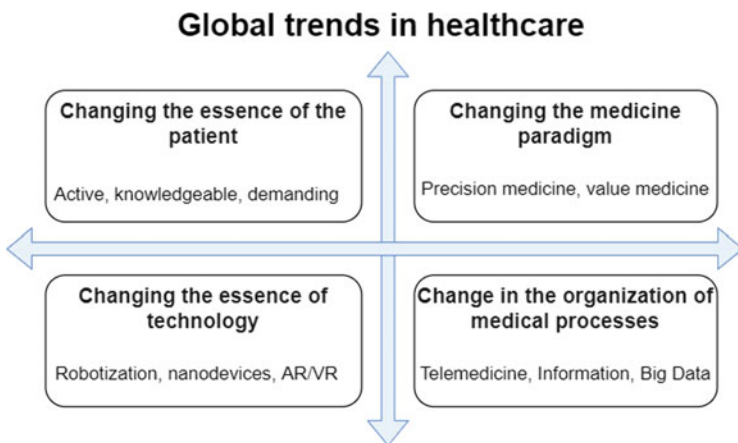 Global trends in healthcare
Changing the essence of the
patient
Active, knowledgeable, demanding
Changing the medicine
paradigm
Precision medicine, value medicine
Changing the essence of
technology
Robotization, nanodevices, AR/VR
Change in the organization of
medical processes
Telemedicine, Information, Big Data